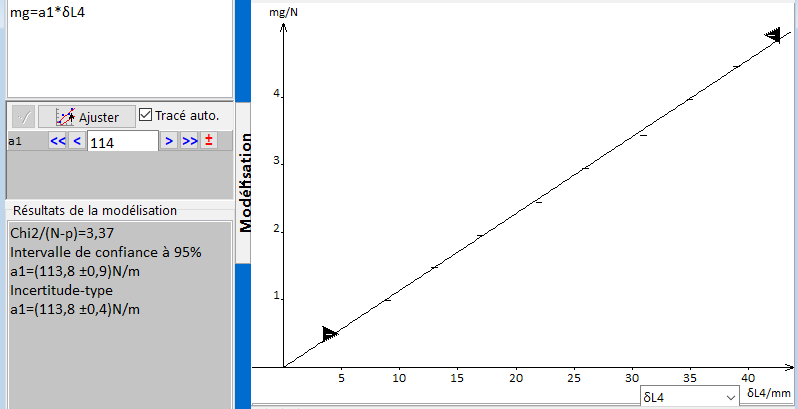 mg=a1*δL4
Ajuster
Tracé auto.
a1 << < 114 > >> ±
Résultats de la modélisation
Chi2/(N-p)=3,37
Intervalle de confiance à 95%
a1=(113,8 ±0,9)N/m
Incertitude-type
a1=(113,8 ±0,4)N/m
Modélisation
mg/N
4
3
2
1
5 10 15 20 25 30 35 40
δL4/mm
δL4